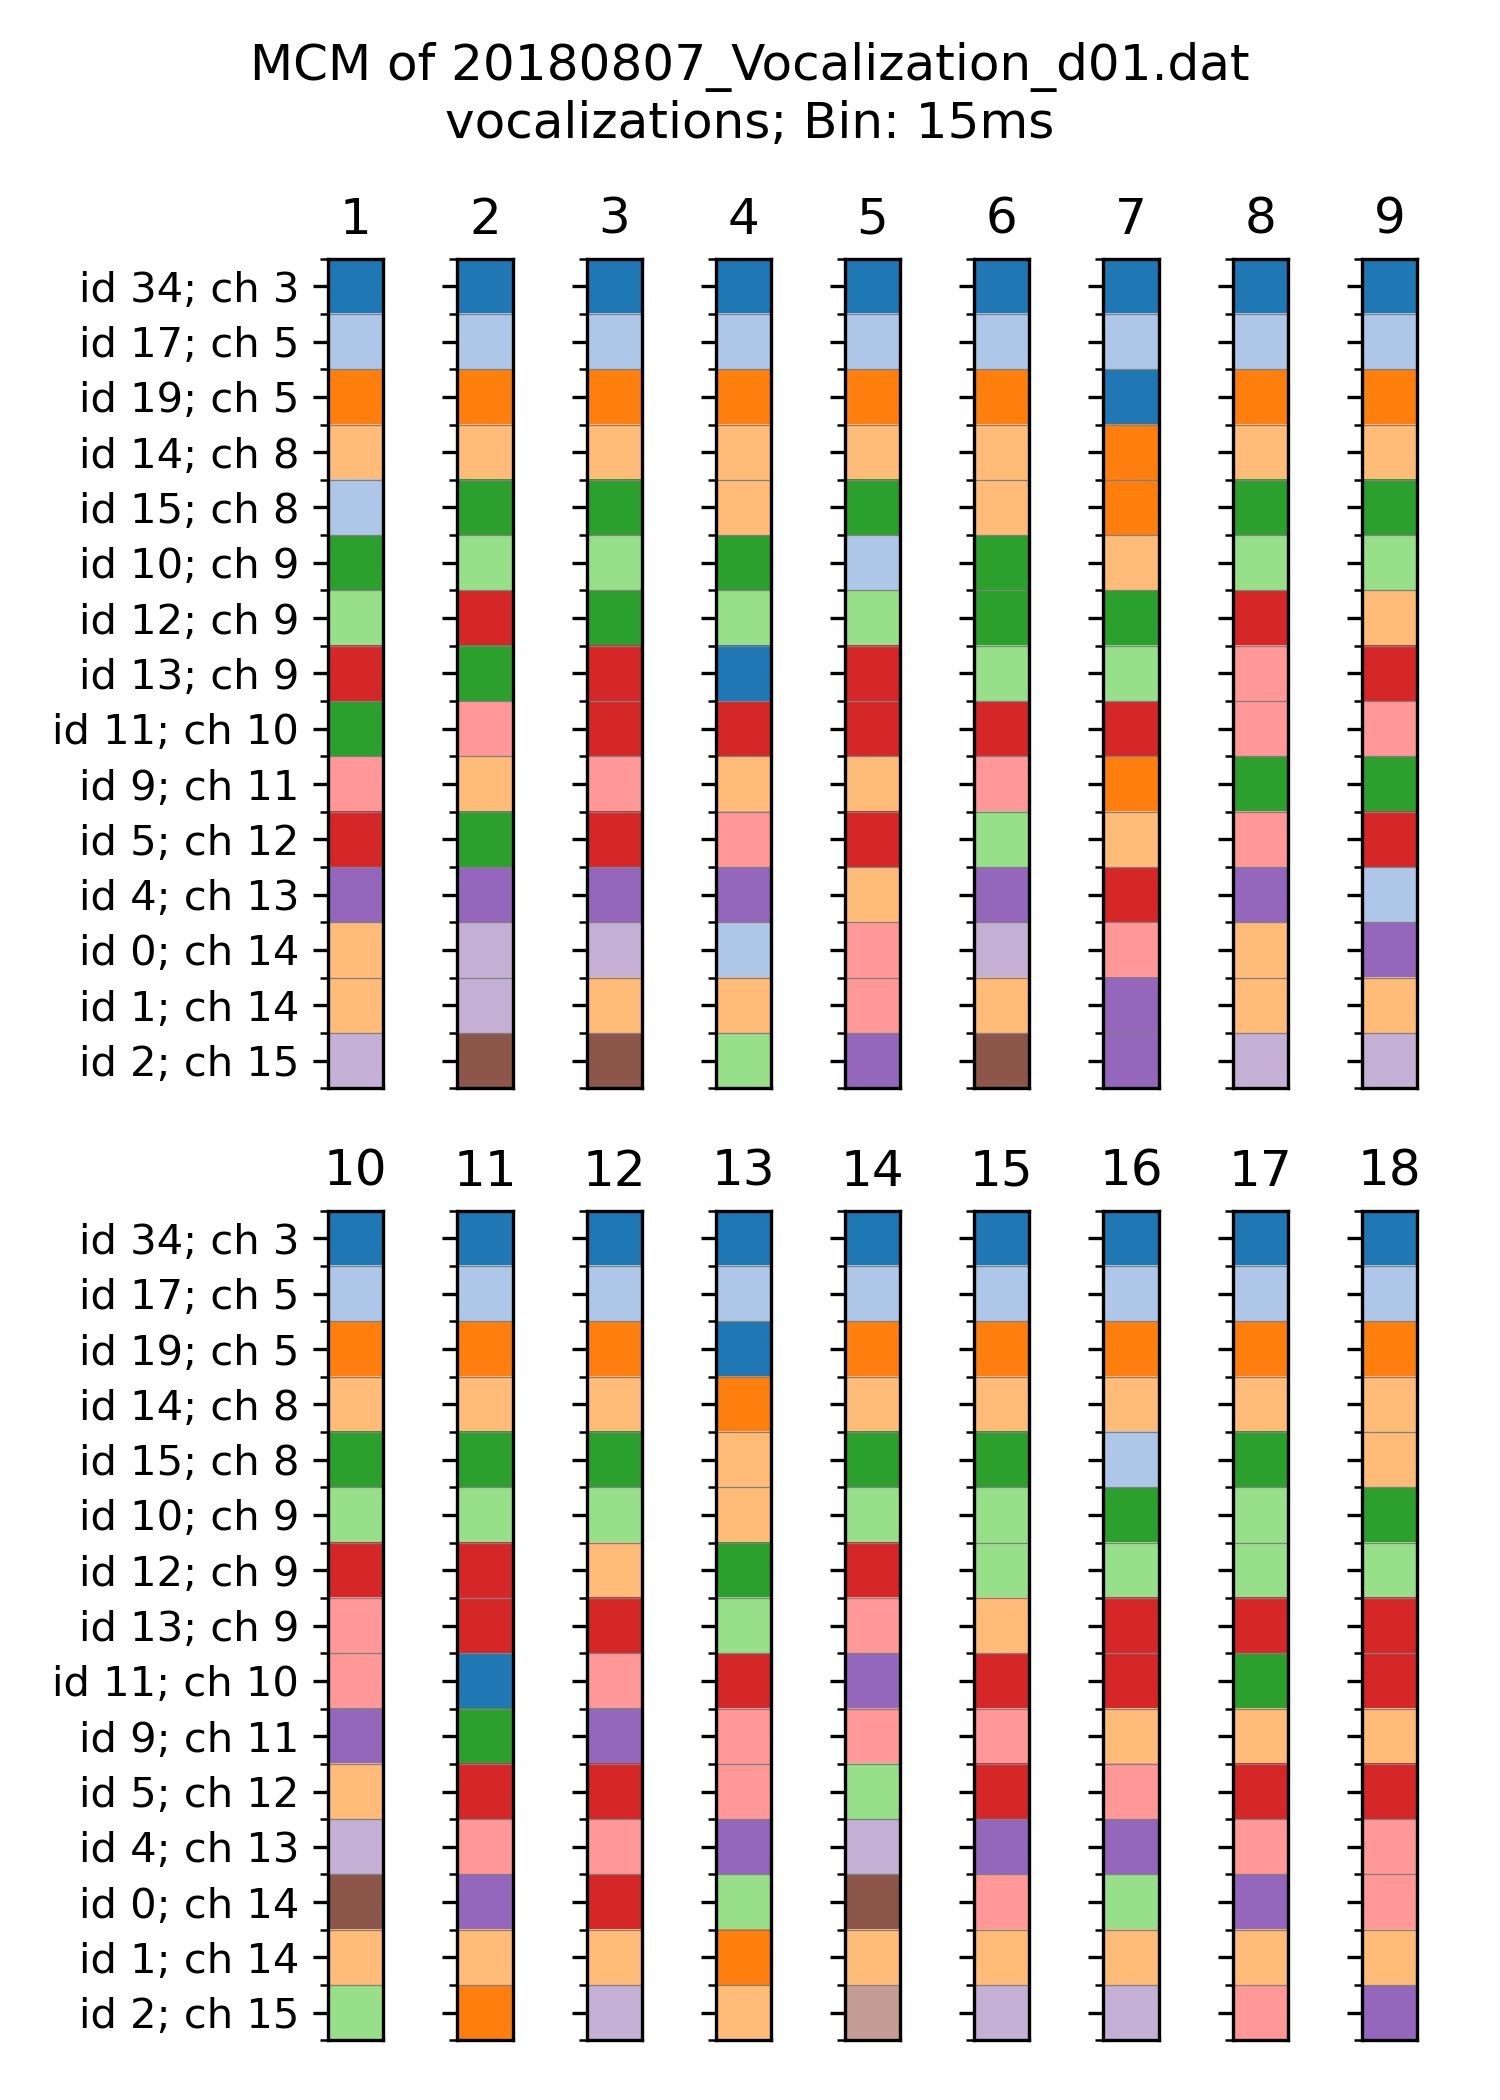 MCM of 20180807_Vocalization_d01.dat
vocalizations; Bin: 15ms
1 2 3 4 5 6 7 8 9
id 34; ch 3
id 17; ch 5
id 19; ch 5
id 14; ch 8
id 15; ch 8
id 10; ch 9
id 12; ch 9
id 13; ch 9
id 11; ch 10
id 9; ch 11
id 5; ch 12
id 4; ch 13
id 0; ch 14
id 1; ch 14
id 2; ch 15
10 11 12 13 14 15 16 17 18
id 34; ch 3
id 17; ch 5
id 19; ch 5
id 14; ch 8
id 15; ch 8
id 10; ch 9
id 12; ch 9
id 13; ch 9
id 11; ch 10
id 9; ch 11
id 5; ch 12
id 4; ch 13
id 0; ch 14
id 1; ch 14
id 2; ch 15